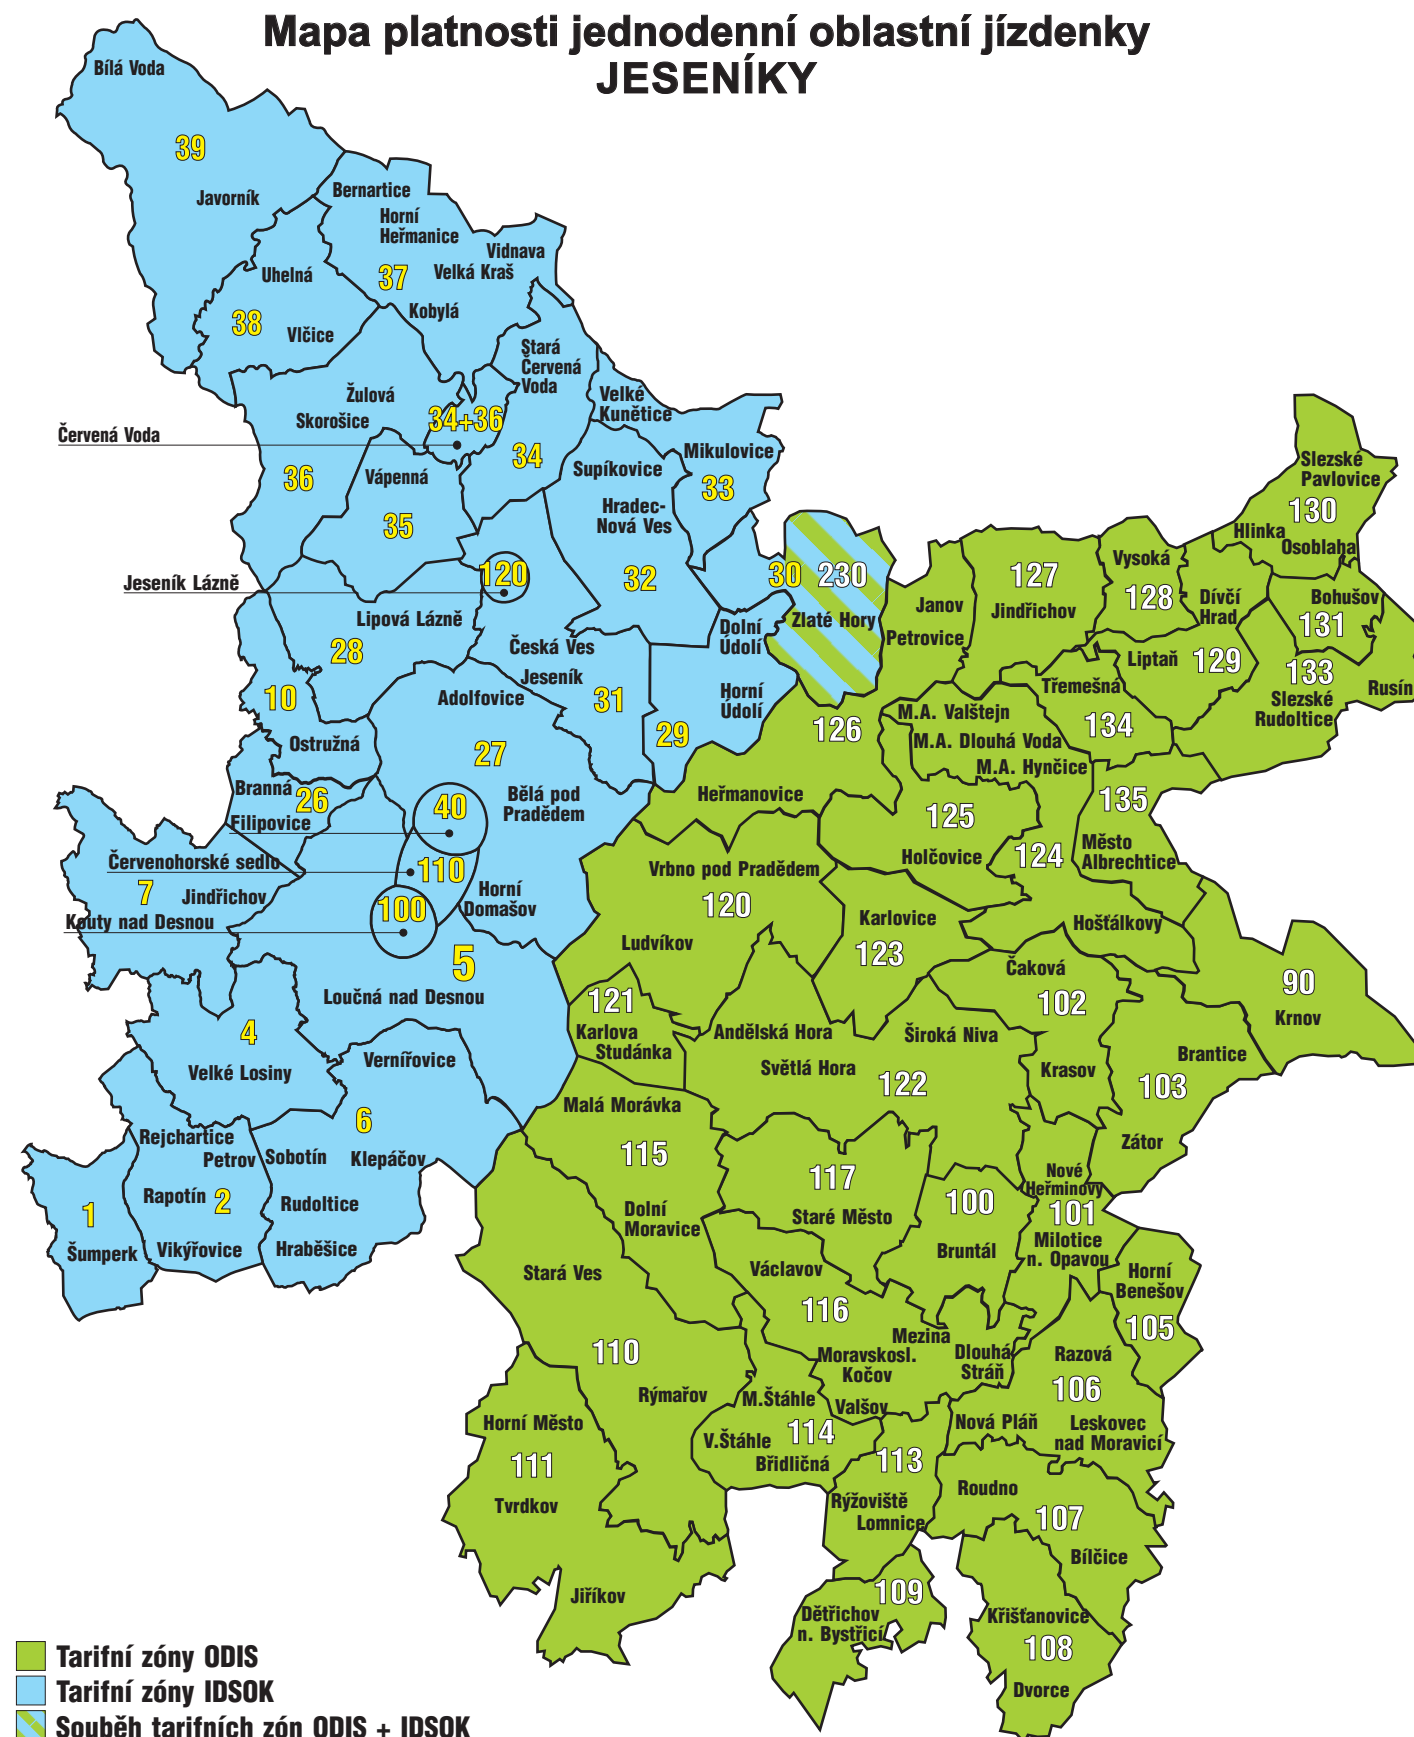 Mapa platnosti jednodenní oblastní jízdenky
JESENÍKY
Bílá Voda
39
Javorník
Bernartice
Horní
Heřmanice
Vidnava
37
Velká Kraš
Uhelná
Kobylá
38
Vlčice
Stará
Červená
Voda
Žulová
Skorošice
34+36
Velké
Kunětice
Červená Voda
34
Mikulovice
33
36
Vápenná
Supíkovice
35
Hradec-
Nová Ves
Slezské
Pavlovice
130
Hlinka
Osoblaha
Jeseník Lázně
120
32
30
230
Zlaté Hory
Janov
Petrovice
127
Jindřichov
Vysoká
128
Dívčí
Hrad
Bohušov
131
Lipová Lázně
28
Česká Ves
Jeseník
31
Dolní
Údolí
Horní
Údolí
29
Liptaň
129
133
Slezské
Rudoltice
Rusín
Třemešná
134
10
Ostružná
Adolfovice
27
126
M.A. Valštejn
M.A. Dlouhá Voda
M.A. Hynčice
Branná
26
Filipovice
40
Bělá pod
Pradědem
Heřmanovice
125
Holčovice
124
135
Město
Albrechtice
Červenohorské sedlo
7
Jindřichov
110
Kouty nad Desnou
100
Horní
Domašov
Vrbno pod Pradědem
120
Ludvíkov
Karlovice
123
Hošťálkovy
5
Loučná nad Desnou
121
Karlova
Studánka
Čaková
102
90
Krnov
4
Velké Losiny
Vernířovice
Andělská Hora
Světlá Hora
Široká Niva
122
Krasov
Brantice
103
Zátor
6
Malá Morávka
115
Rejchartice
Petrov
Sobotín
Klepáčov
117
Staré Město
100
Bruntál
Nové
Heřminovy
101
Milotice
n. Opavou
1
Šumperk
Rapotín
2
Vikýřovice
Rudoltice
Hraběšice
Dolní
Moravice
Stará Ves
Václavov
116
Horní
Benešov
105
110
Rýmařov
Mezina
Moravskosl.
Kočov
Dlouhá
Stráň
Razová
106
M.Štáhle
Valšov
Horní Město
111
Tvrdkov
V.Štáhle
114
Břidličná
Nová Pláň
Leskovec
nad Moravicí
113
Rýžoviště
Lomnice
Roudno
107
Bílčice
Jiříkov
109
Dětřichov
n. Bystřicí
Křišťanovice
108
Dvorce
Tarifní zóny ODIS
Tarifní zóny IDSOK
Souběh tarifních zón ODIS + IDSOK